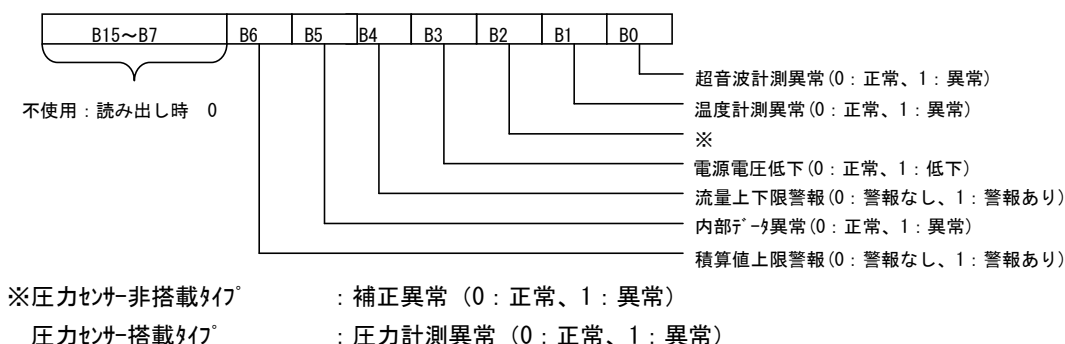 B15～B7 B6 B5 B4 B3 B2 B1 B0
超音波計測異常(0：正常、1：異常)
不使用：読み出し時 0
温度計測異常(0：正常、1：異常)
※
電源電圧低下(0：正常、1：低下)
流量上下限警報(0：警報なし、1：警報あり)
内部ﾃﾞｰﾀ異常(0：正常、1：異常)
積算値上限警報(0：警報なし、1：警報あり)
※圧力ｾﾝｻｰ非搭載ﾀｲﾌﾟ ：補正異常（0：正常、1：異常）
圧力ｾﾝｻｰ搭載ﾀｲﾌﾟ ：圧力計測異常（0：正常、1：異常）